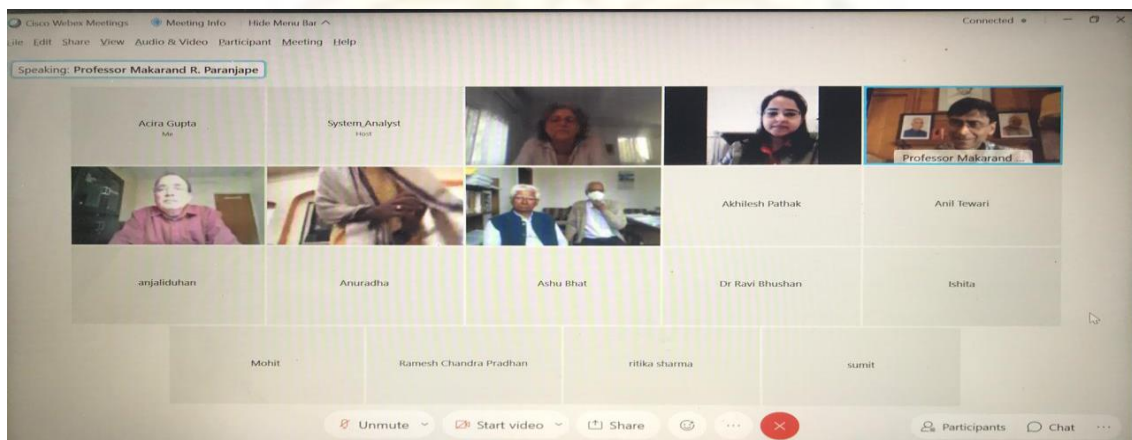 Cisco Webex Meetings Meeting Info Hide Menu Bar Connected
File Edit Share View Audio & Video Participant Meeting Help
Speaking: Professor Makarand R. Paranjape
Acira Gupta
Me
System_Analyst
Host
Professor Makarand ...
Akhilesh Pathak
Anil Tewari
anjaliduhan
Anuradha
Ashu Bhat
Dr Ravi Bhushan
Ishita
Mohit
Ramesh Chandra Pradhan
ritika sharma
sumit
Unmute Start video Share ... Participants Chat ...